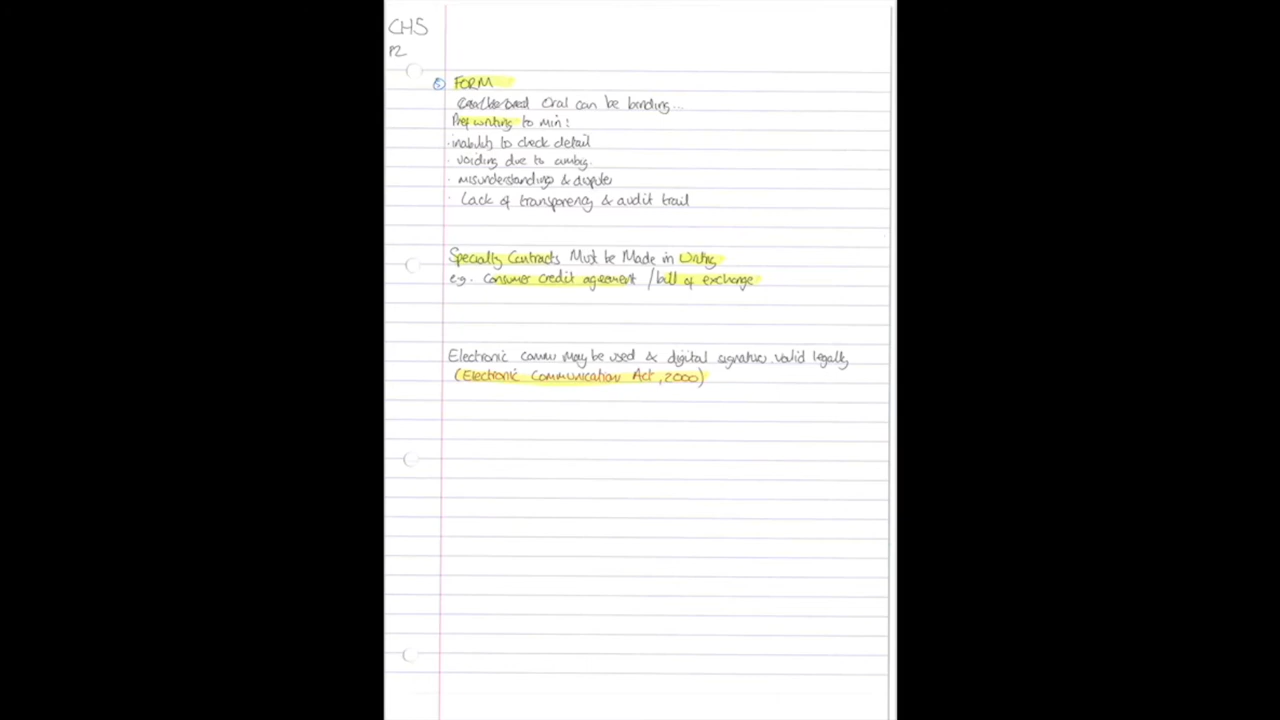 CH5
P2
⑤ FORM
Oral can be binding...
Pref writing to min:
· inability to check detail
· voiding due to ambig.
· misunderstandings & dispute
· Lack of transparency & audit trail
Specialty Contracts Must be Made in Writing
e.g. Consumer credit agreement / bill of exchange
Electronic comm may be used & digital signature valid legally
(Electronic Communication Act, 2000)